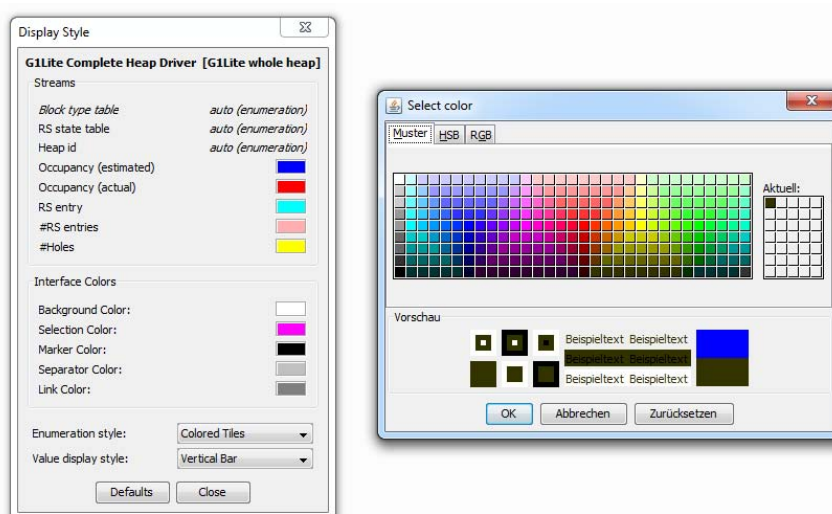 Display Style
G1Lite Complete Heap Driver [G1Lite whole heap]
Streams
Block type table auto (enumeration)
RS state table auto (enumeration)
Heap id auto (enumeration)
Occupancy (estimated)
Occupancy (actual)
RS entry
#RS entries
#Holes
Interface Colors
Background Color:
Selection Color:
Marker Color:
Separator Color:
Link Color:
Enumeration style: Colored Tiles
Value display style: Vertical Bar
Defaults Close
Select color
Muster HSB RGB
Aktuell:
Vorschau
Beispieltext Beispieltext
Beispieltext Beispieltext
Beispieltext Beispieltext
OK Abbrechen Zurücksetzen